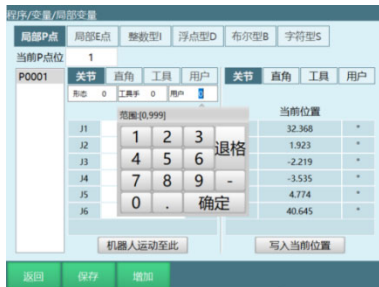 程序/变量/局部变量
局部P点 局部E点 整数型I 浮点型D 布尔型B 字符型S
当前P点位 1
P0001 关节 直角 工具 用户 关节 直角 工具 用户
形态 0 工具手 0 用户 0
范围:[0,999] 当前位置
J1 32.368 °
J2 1.923 °
J3 -2.219 °
J4 -3.535 °
J5 4.774 °
J6 40.645 °
1 2 3 退格
4 5 6
7 8 9 -
0 . 确定
机器人运动至此 写入当前位置
返回 保存 增加